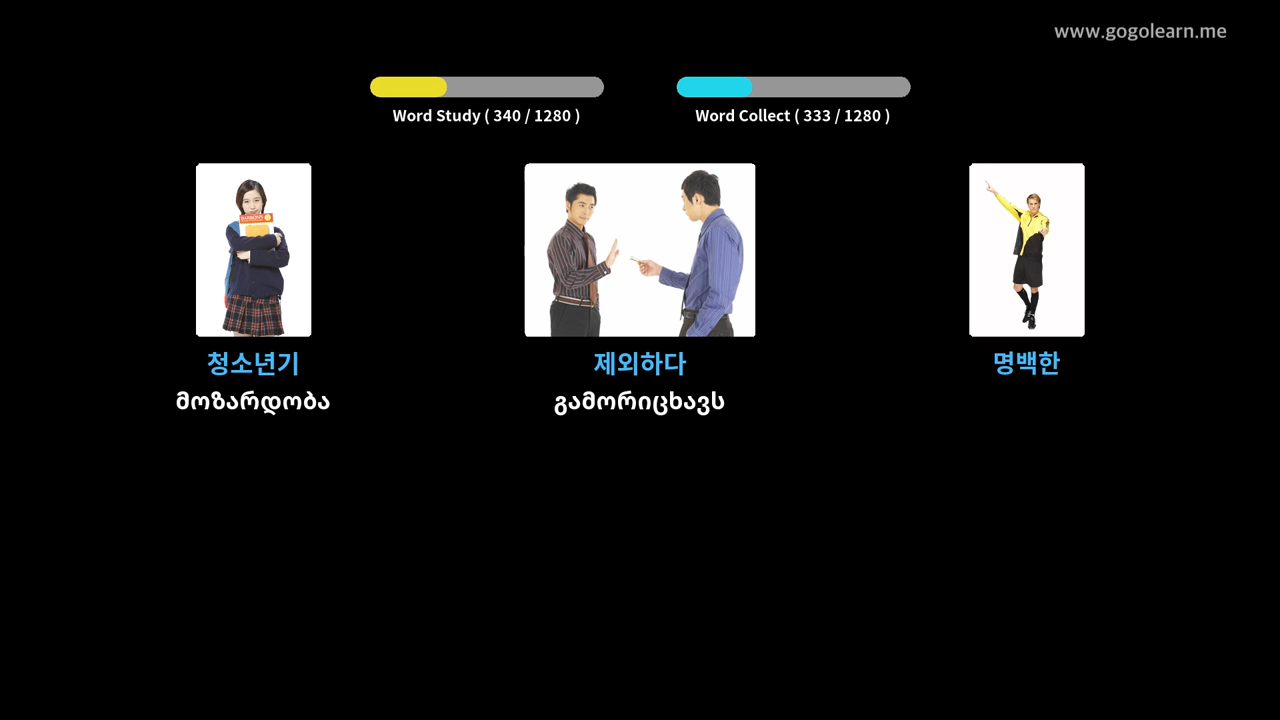 www.gogolearn.me
Word Study ( 340 / 1280 )
Word Collect ( 333 / 1280 )
BARRON'S
청소년기
제외하다
명백한
მოზარდობა
გამორიცხავს